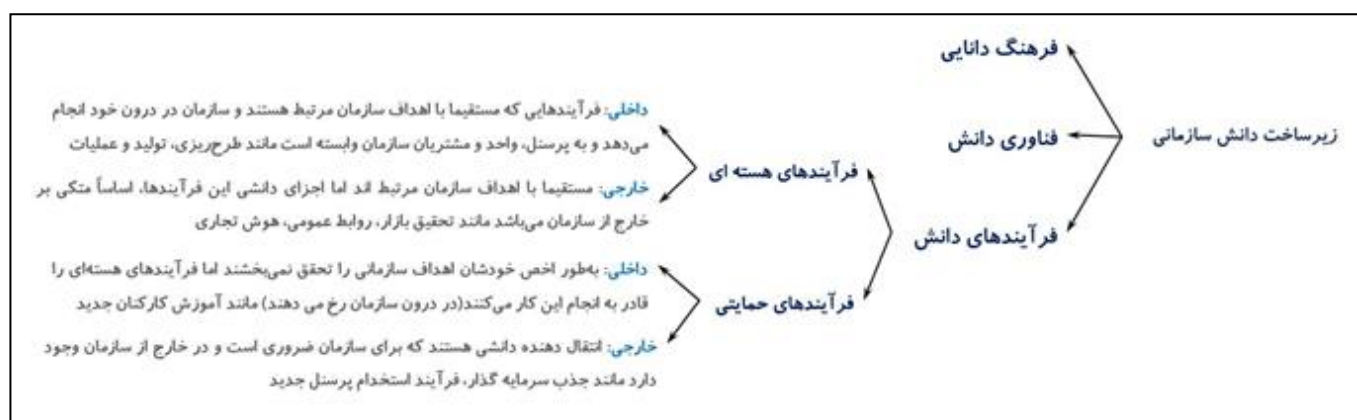 زیرساخت دانش سازمانی
فرهنگ دانایی
فناوری دانش
فرآیندهای دانش
فرآیندهای هسته ای
داخلی: فرآیندهایی که مستقیما با اهداف سازمان مرتبط هستند و سازمان در درون خود انجام
می‌دهد و به پرسنل، واحد و مشتریان سازمان وابسته است مانند طرح‌ریزی، تولید و عملیات
خارجی: مستقیما با اهداف سازمان مرتبط اند اما اجزای دانشی این فرآیندها، اساساً متکی بر
خارج از سازمان می‌باشد مانند تحقیق بازار، روابط عمومی، هوش تجاری
فرآیندهای حمایتی
داخلی: به‌طور اخص خودشان اهداف سازمانی را تحقق نمی‌بخشند اما فرآیندهای هسته‌ای را
قادر به انجام این کار می‌کنند(در درون سازمان رخ می دهند) مانند آموزش کارکنان جدید
خارجی: انتقال دهنده دانشی هستند که برای سازمان ضروری است و در خارج از سازمان وجود
دارد مانند جذب سرمایه گذار، فرآیند استخدام پرسنل جدید